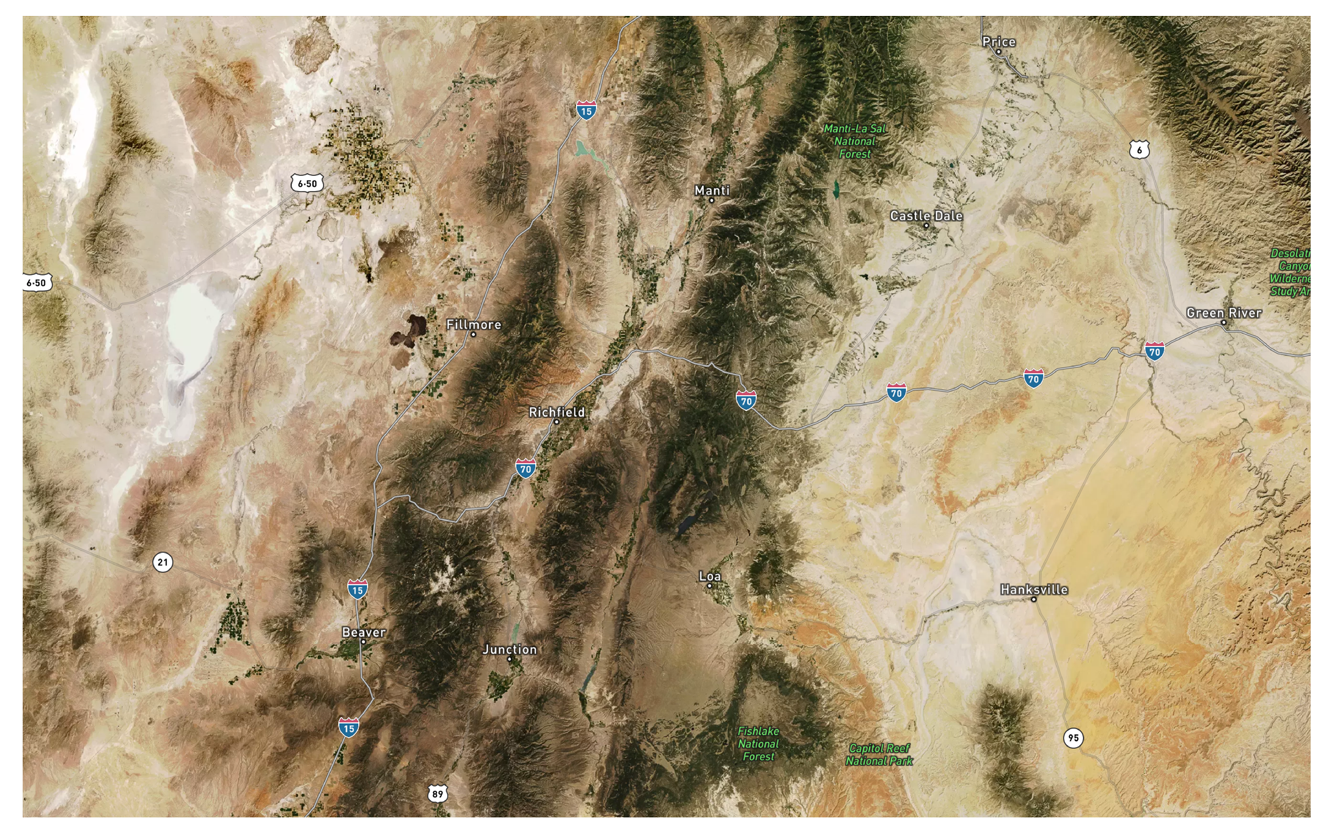 Price
15
Manti-La Sal
National
Forest
6
6-50
Manti
Castle Dale
Desolat
Canyo
Wilderne
Study Ar
6-50
Green River
Fillmore
70
70
70
70
Richfield
70
21
Loa
15
Hanksville
Beaver
Junction
15
Fishlake
National
Forest
Capitol Reef
National Park
95
89